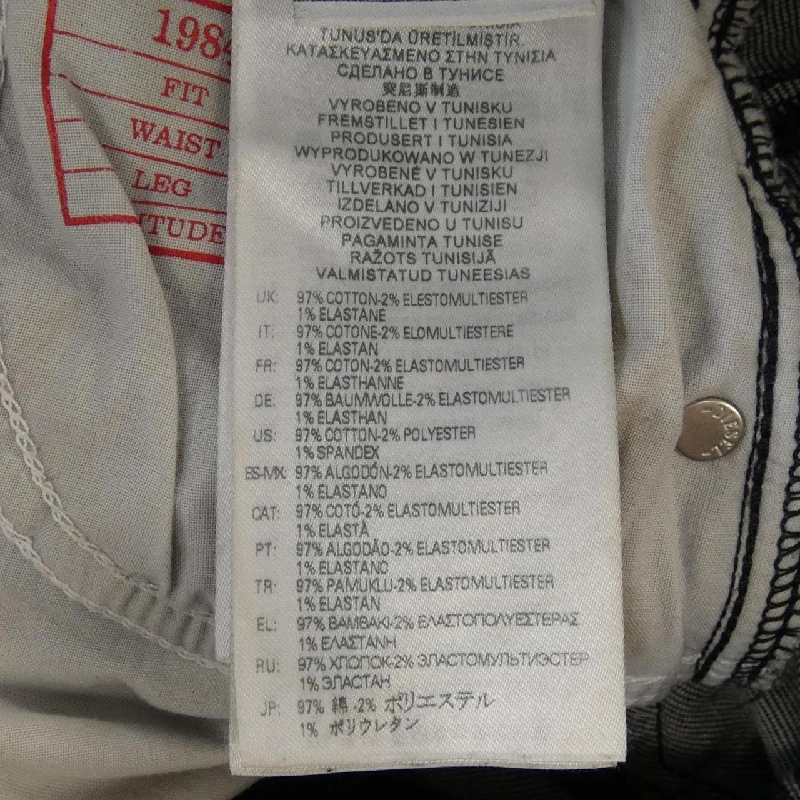 1984
FIT
WAIST
LEG
TUDE
TUNUS'DA ÜRETİLMİŞTİR
ΚΑΤΑΣΚΕΥΑΣΜΕΝΟ ΣΤΗΝ ΤΥΝΙΣΙΑ
СДЕЛАНО В ТУНИСЕ
突尼斯制造
VYROBENO V TUNISKU
FREMSTILLET I TUNESIEN
PRODUSERT I TUNISIA
WYPRODUKOWANO W TUNEZJI
VYROBENÉ V TUNISKU
TILLVERKAD I TUNISIEN
IZDELANO V TUNIZIJI
PROIZVEDENO U TUNISU
PAGAMINTA TUNISE
RAŽOTS TUNISIJĀ
VALMISTATUD TUNEESIAS
UK: 97% COTTON-2% ELESTOMULTIESTER
1% ELASTANE
IT: 97% COTONE-2% ELOMULTIESTERE
1% ELASTAN
FR: 97% COTON-2% ELASTOMULTIESTER
1% ELASTHANNE
DE: 97% BAUMWOLLE-2% ELASTOMULTIESTER
1% ELASTHAN
US: 97% COTTON-2% POLYESTER
1% SPANDEX
ES-MX: 97% ALGODÓN-2% ELASTOMULTIESTER
1% ELASTANO
CAT: 97% COTÓ-2% ELASTOMULTIESTER
1% ELASTÀ
PT: 97% ALGODÃO-2% ELASTOMULTIESTER
1% ELASTANO
TR: 97% PAMUKLU-2% ELASTOMULTIESTER
1% ELASTAN
EL: 97% ΒΑΜΒΑΚΙ-2% ΕΛΑΣΤΟΠΟΛΥΕΣΤΕΡΑΣ
1% ΕΛΑΣΤΑΝΗ
RU: 97% ХЛОПОК-2% ЭЛАСТОМУЛЬТИЭСТЕР
1% ЭЛАСТАН
JP: 97% 綿 -2% ポリエステル
1% ポリウレタン
DIESEL